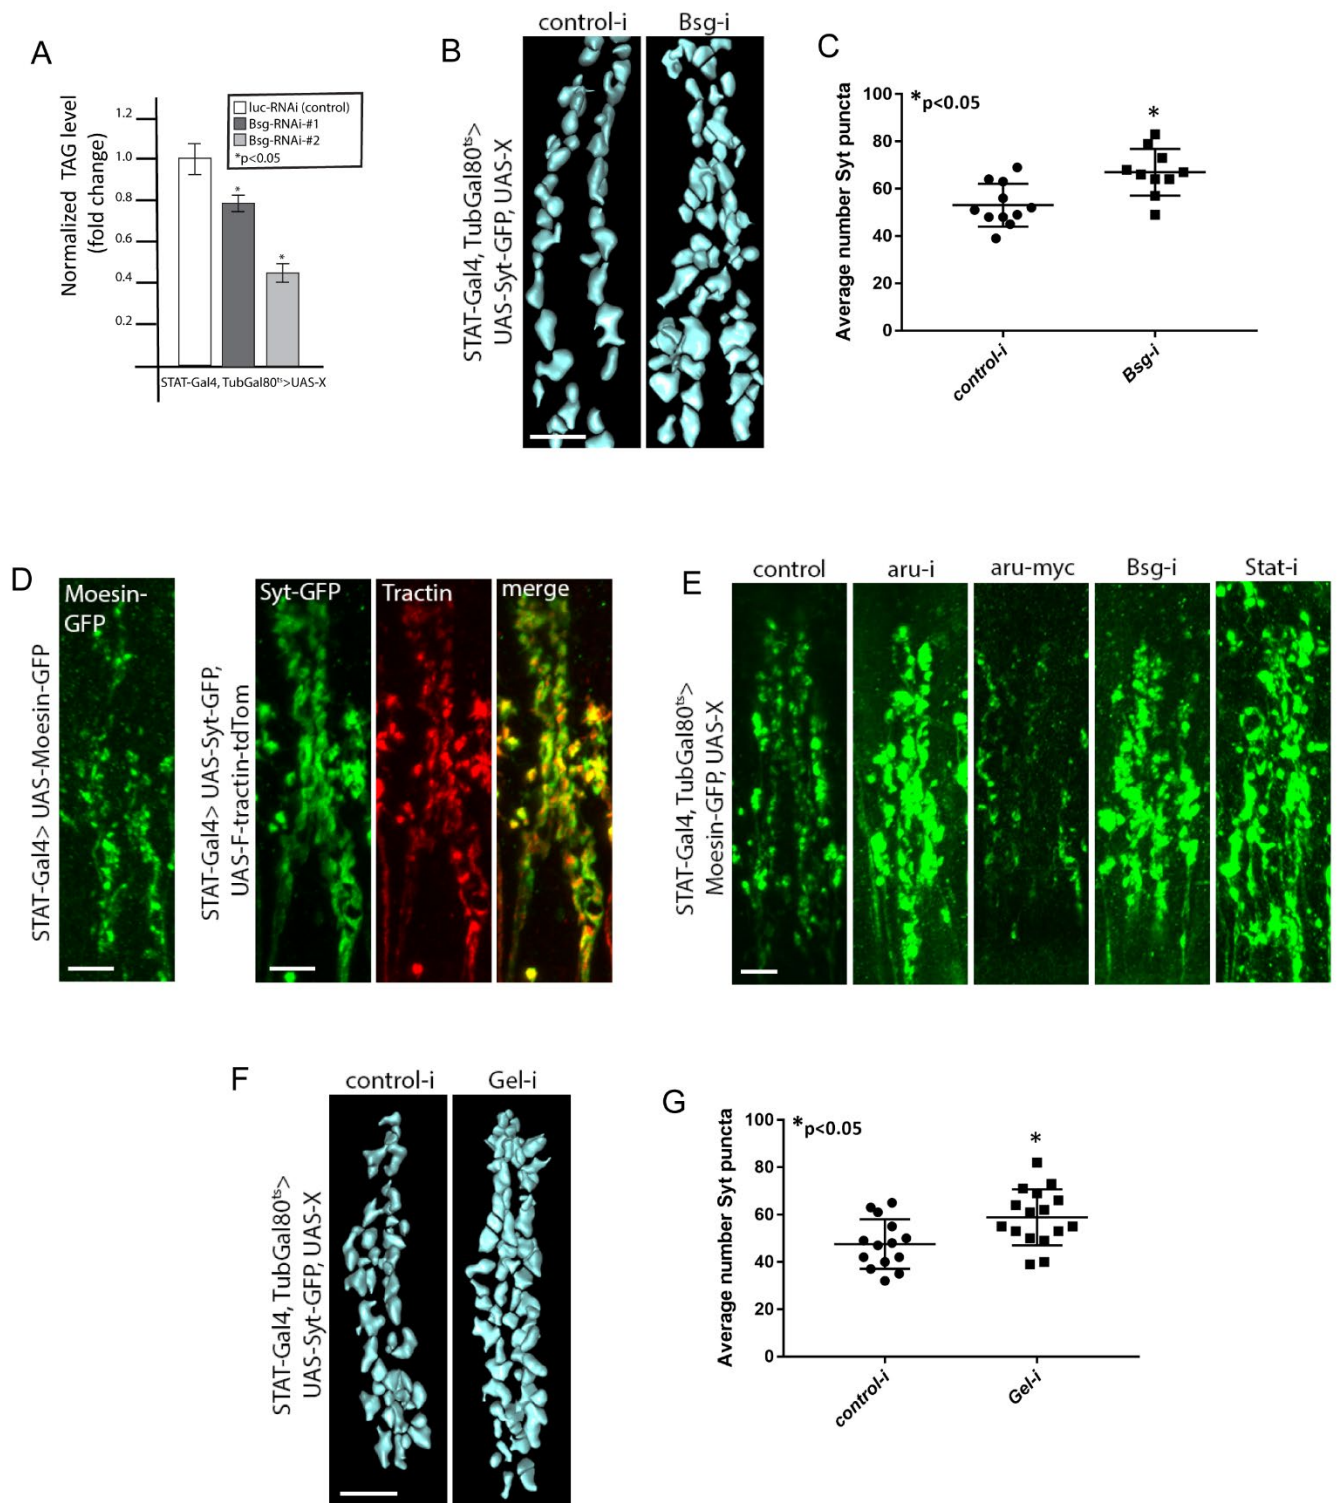 A
Normalized TAG level
(fold change)
1.2
1.0
0.8
0.6
0.4
0.2
luc-RNAi (control)
Bsg-RNAi-#1
Bsg-RNAi-#2
*p<0.05
*
*
STAT-Gal4, TubGal80ts>UAS-X
B
control-i
Bsg-i
STAT-Gal4, TubGal80ts>
UAS-Syt-GFP, UAS-X
C
Average number Syt puncta
100
80
60
40
20
0
*p<0.05
*
control-i
Bsg-i
D
STAT-Gal4> UAS-Moesin-GFP
Moesin-
GFP
STAT-Gal4> UAS-Syt-GFP,
UAS-F-tractin-tdTom
Syt-GFP
Tractin
merge
E
STAT-Gal4, TubGal80ts>
Moesin-GFP, UAS-X
control
aru-i
aru-myc
Bsg-i
Stat-i
F
control-i
Gel-i
STAT-Gal4, TubGal80ts>
UAS-Syt-GFP, UAS-X
G
Average number Syt puncta
100
80
60
40
20
0
*p<0.05
*
control-i
Gel-i